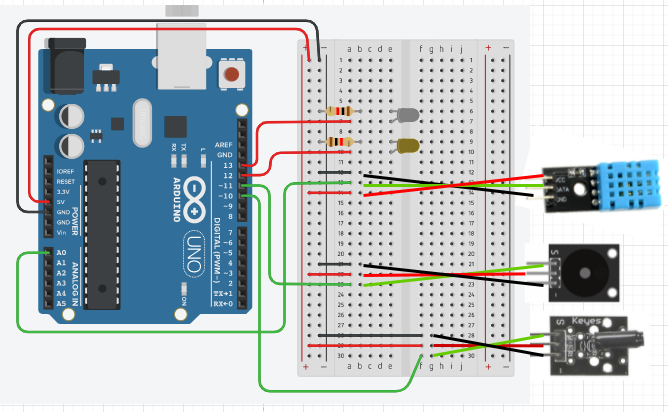 + −
a b c d e
f g h i j
+ −
1
5
6
7
8
9
10
11
12
13
14
15
16
17
18
19
20
21
22
23
24
25
26
27
28
29
30
+ −
a b c d e
f g h i j
+ −
IOREF
RESET
3.3V
5V
GND
GND
Vin
POWER
A0
A1
A2
A3
A4
A5
ANALOG IN
RX
TX
L
ARDUINO
UNO
ON
AREF
GND
13
12
~11
~10
~9
8
7
~6
~5
4
~3
2
TX→1
RX←0
DIGITAL (PWM~)
VCC
DATA
GND
S
-
Keyes
S
-